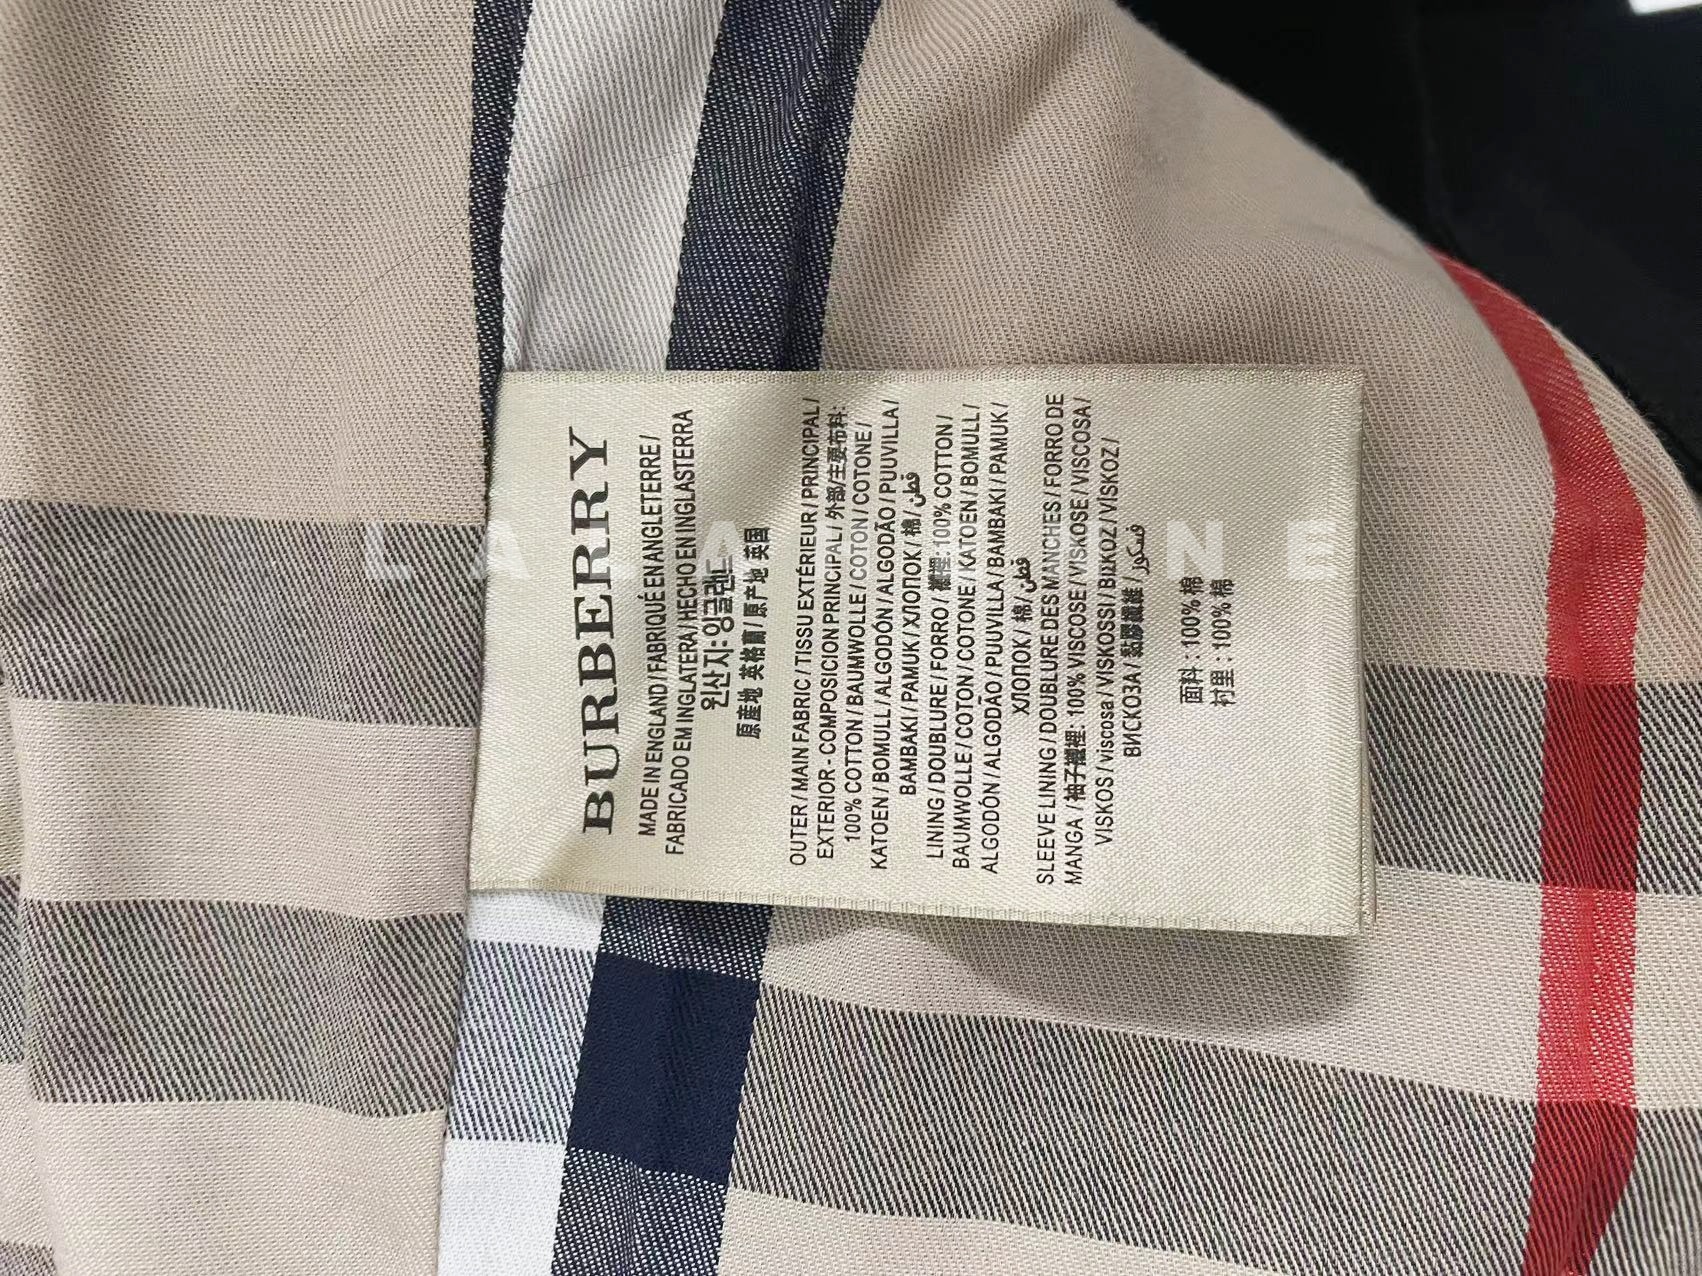 BURBERRY
MADE IN ENGLAND / FABRIQUÉ EN ANGLETERRE /
FABRICADO EM INGLATERA / HECHO EN INGLASTERRA
원산지: 잉글랜드
原産地 英格蘭 / 原产地 英国
OUTER / MAIN FABRIC / TISSU EXTÉRIEUR / PRINCIPAL /
EXTERIOR - COMPOSICION PRINCIPAL / 外部/主要布料:
100% COTTON / BAUMWOLLE / COTON / COTONE /
KATOEN / BOMULL / ALGODÓN / ALGODÃO / PUUVILLA /
BAMBAKI / PAMUK / ХЛОПОК / 棉 / قطن
LINING / DOUBLURE / FORRO / 襯裡: 100% COTTON /
BAUMWOLLE / COTON / COTONE / KATOEN / BOMULL /
ALGODÓN / ALGODÃO / PUUVILLA / BAMBAKI / PAMUK /
ХЛОПОК / 棉 / قطن
SLEEVE LINING / DOUBLURE DES MANCHES / FORRO DE
MANGA / 袖子襯裡: 100% VISCOSE / VISKOSE / VISCOSA /
VISKOS / viscosa / VISKOSSI / ΒΙΣΚΟΖ / VİSKOZ /
ВИСКОЗА / 黏膠纖維 / فسكوز
面料 : 100% 棉
衬里 : 100% 棉